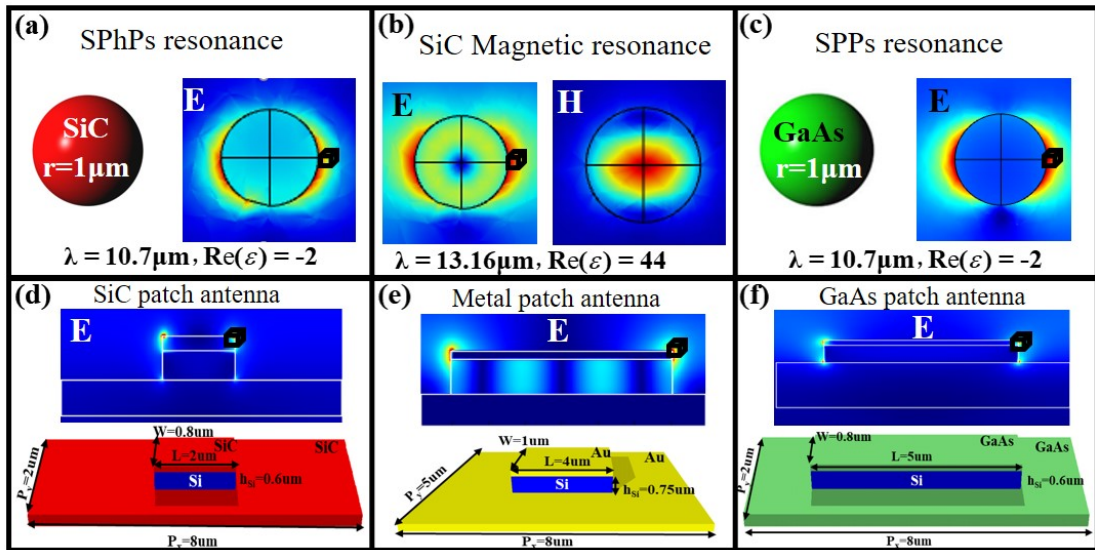 (a)
SPhPs resonance
SiC
r=1µm
E
λ = 10.7µm, Re(ε) = -2
(b)
SiC Magnetic resonance
E
H
λ = 13.16µm, Re(ε) = 44
(c)
SPPs resonance
GaAs
r=1µm
E
λ = 10.7µm, Re(ε) = -2
(d)
SiC patch antenna
E
W=0.8um
SiC
SiC
L=2um
Si
hSi=0.6um
Py=2um
Px=8um
(e)
Metal patch antenna
E
W=1um
Au
Au
L=4um
Si
hSi=0.75um
Py=5um
Px=8um
(f)
GaAs patch antenna
E
W=0.8um
GaAs
GaAs
L=5um
Si
hSi=0.6um
Py=2um
Px=8um